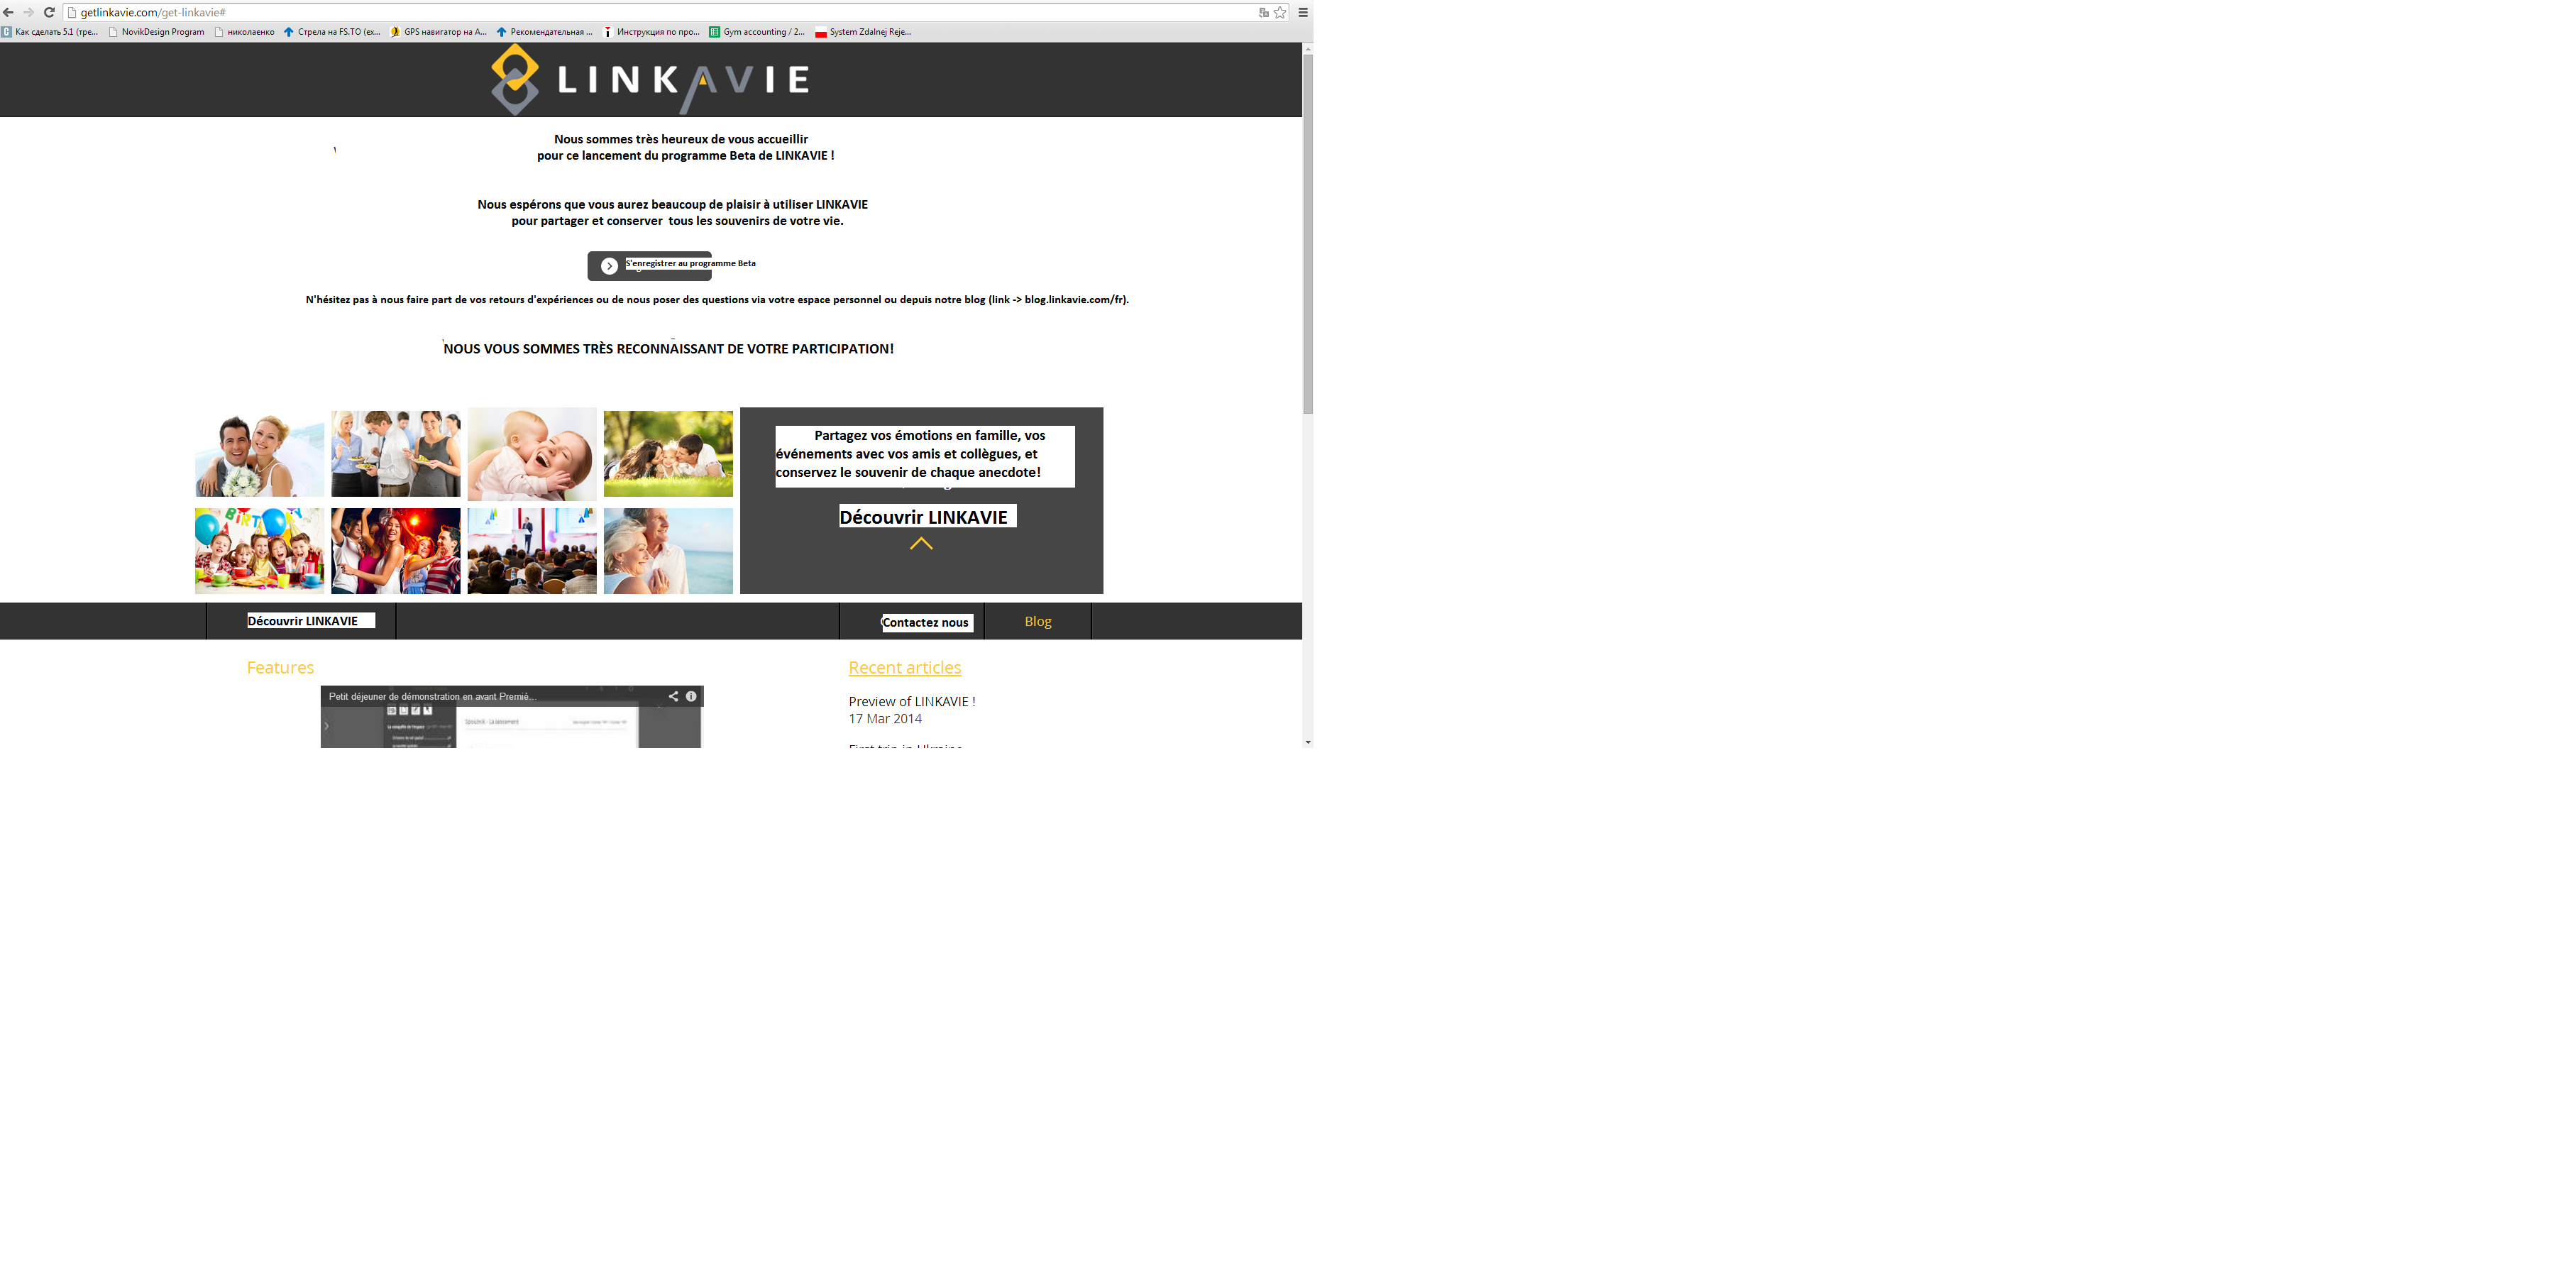 getlinkavie.com/get-linkavie#
Как сделать 5.1 (тре... NovikDesign Program николаенко Стрела на FS.TO (ex... GPS навигатор на А... Рекомендательная ... Инструкция по про... Gym accounting / 2... System Zdalnej Reje...
LINKAVIE
Nous sommes très heureux de vous accueillir
pour ce lancement du programme Beta de LINKAVIE !
Nous espérons que vous aurez beaucoup de plaisir à utiliser LINKAVIE
pour partager et conserver tous les souvenirs de votre vie.
S'enregistrer au programme Beta
N'hésitez pas à nous faire part de vos retours d'expériences ou de nous poser des questions via votre espace personnel ou depuis notre blog (link -> blog.linkavie.com/fr).
NOUS VOUS SOMMES TRÈS RECONNAISSANT DE VOTRE PARTICIPATION!
Partagez vos émotions en famille, vos
événements avec vos amis et collègues, et
conservez le souvenir de chaque anecdote!
Découvrir LINKAVIE
Découvrir LINKAVIE
Contactez nous
Blog
Features
Recent articles
Petit déjeuner de démonstration en avant Premiè...
Preview of LINKAVIE !
17 Mar 2014
First trip in Ukraine